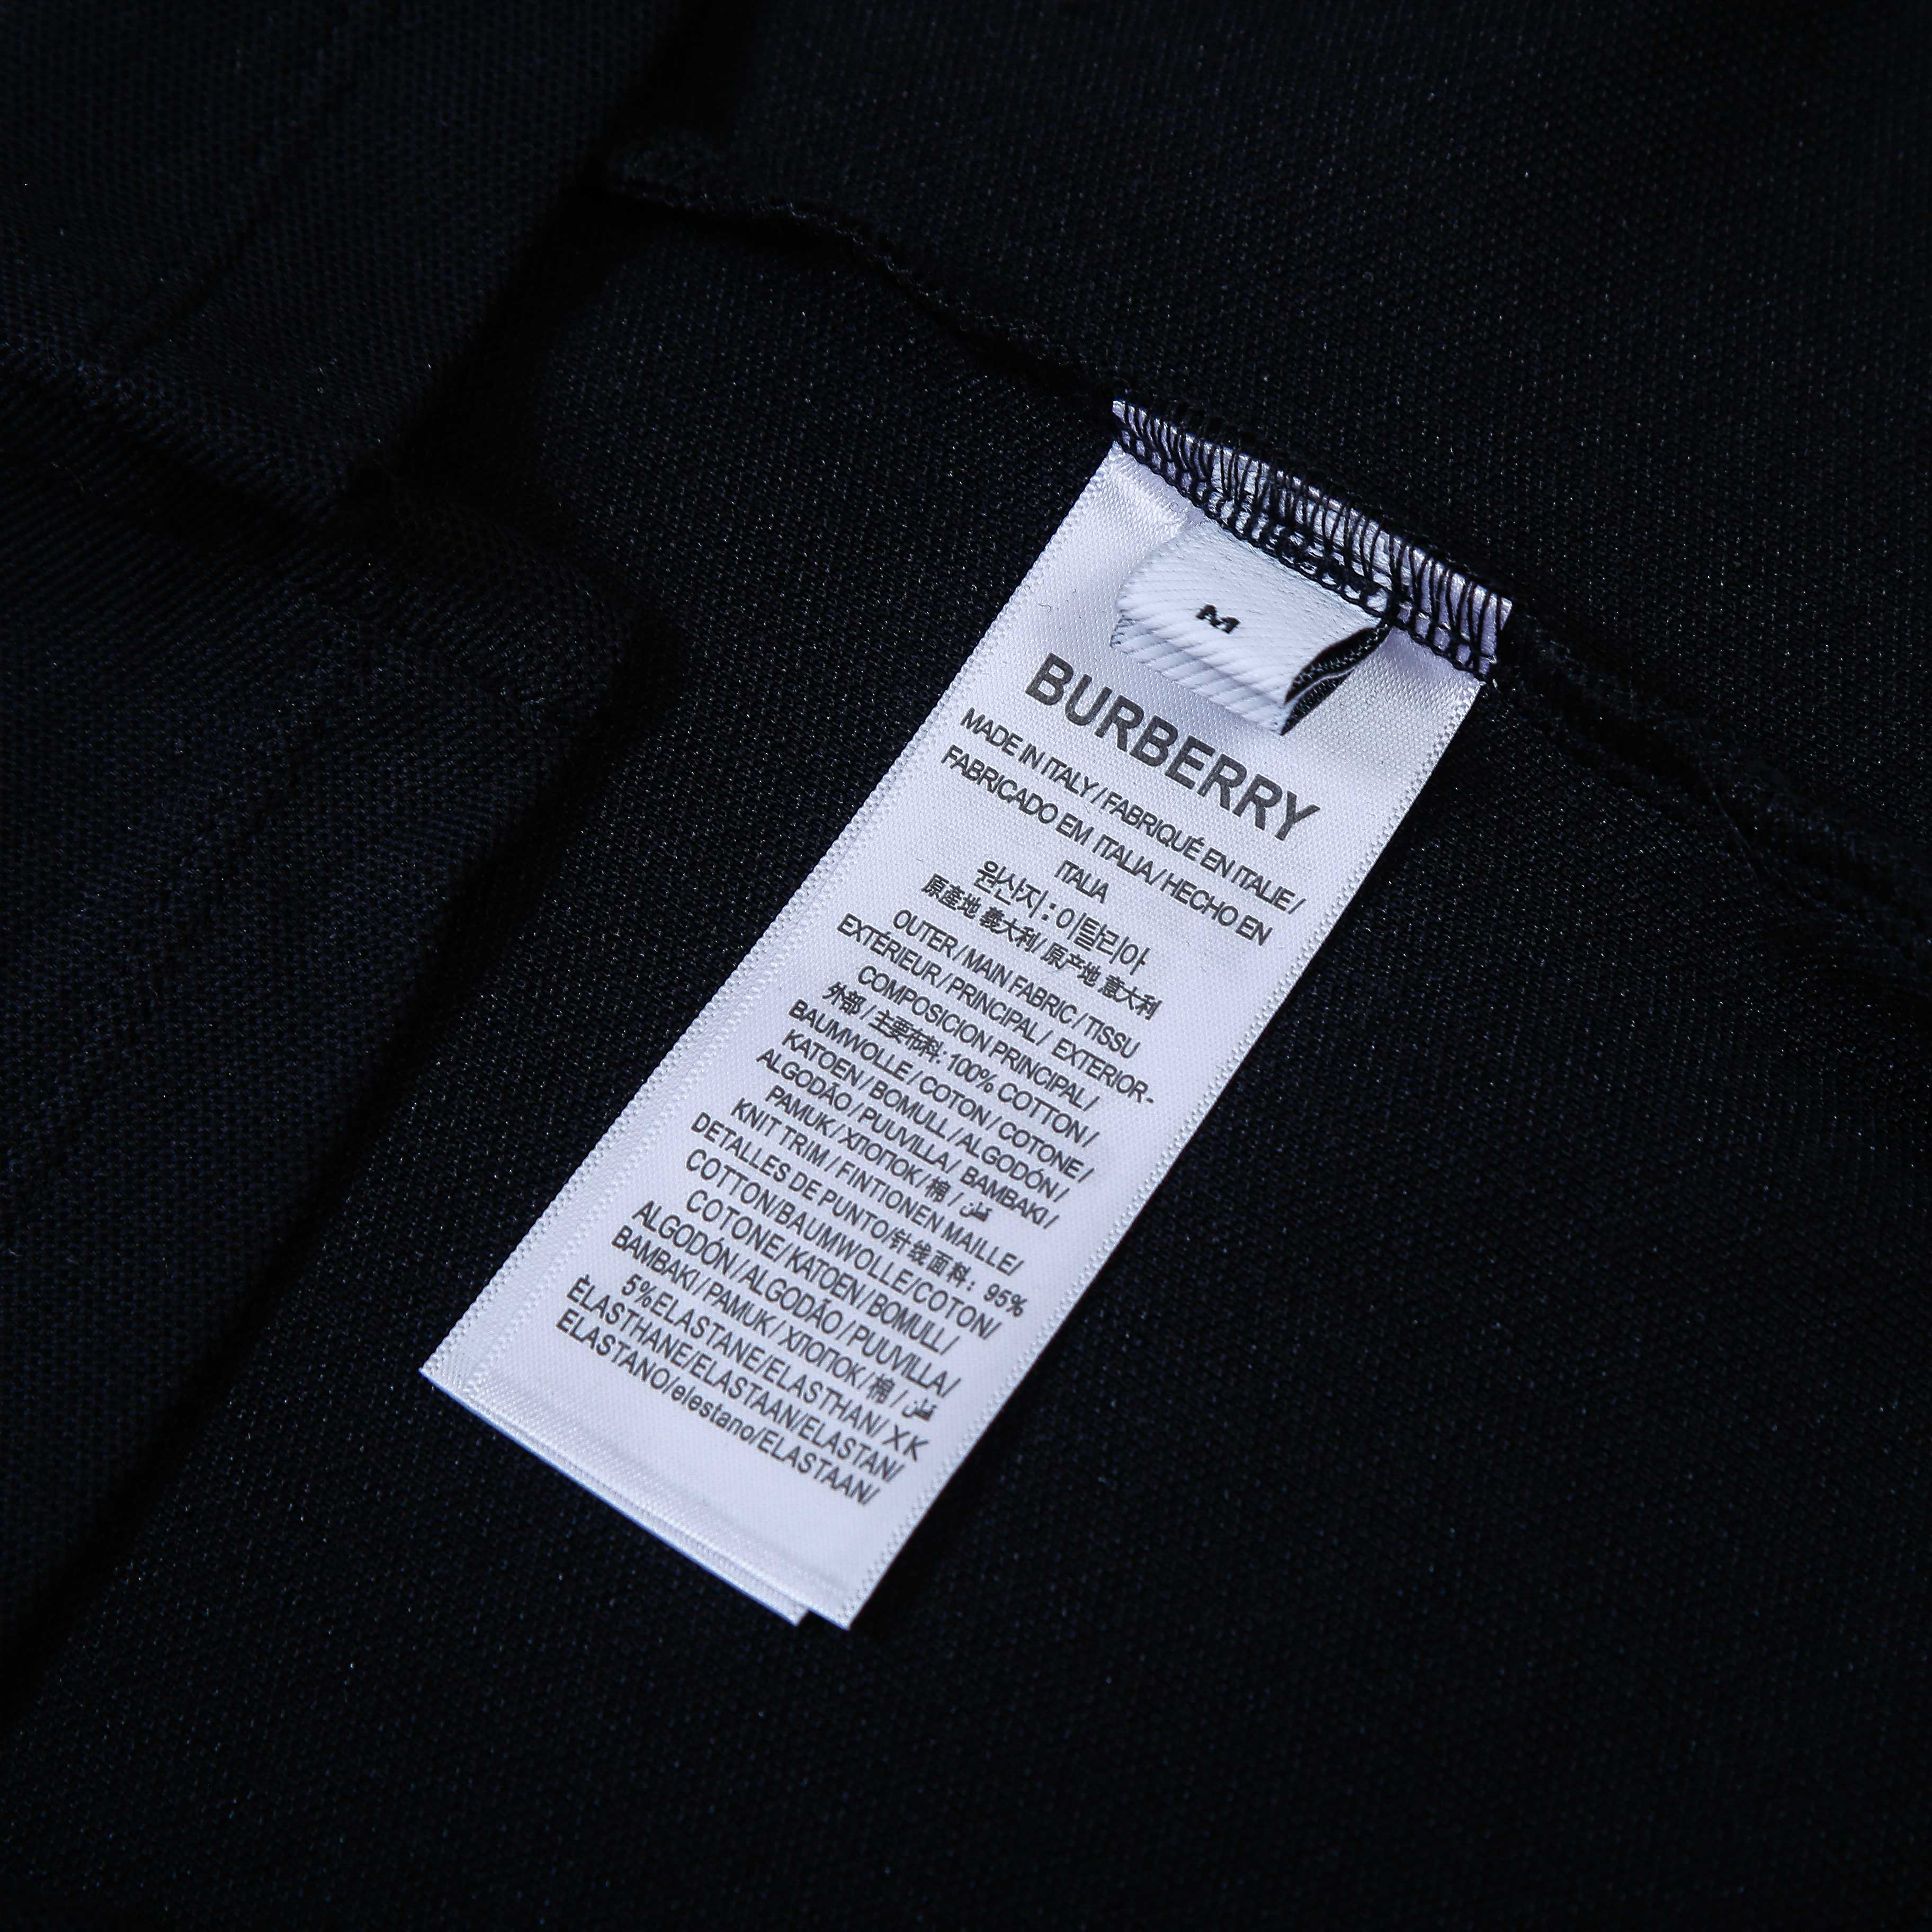 M
BURBERRY
MADE IN ITALY / FABRIQUÉ EN ITALIE /
FABRICADO EM ITALIA / HECHO EN
ITALIA
원산지 : 이탈리아
原產地 義大利 / 原产地 意大利
OUTER / MAIN FABRIC / TISSU
EXTÉRIEUR / PRINCIPAL / EXTERIOR-
COMPOSICION PRINCIPAL /
外部 / 主要布料: 100% COTTON /
BAUMWOLLE / COTON / COTONE /
KATOEN / BOMULL / ALGODÓN /
ALGODÃO / PUUVILLA / BAMBAKI /
PAMUK / ХПОПОК / 棉 / قطن
KNIT TRIM / FINTIONEN MAILLE /
DETALLES DE PUNTO/针线面料: 95%
COTTON/BAUMWOLLE/COTON/
COTONE/KATOEN/BOMULL /
ALGODÓN / ALGODÃO / PUUVILLA /
BAMBAKI / PAMUK / ХПОПОК / 棉 / قطن
5%ELASTANE/ELASTHAN/ XK
ÈLASTHANE/ELASTAAN/ELASTAN/
ELASTANO/elestano/ELASTAAN/